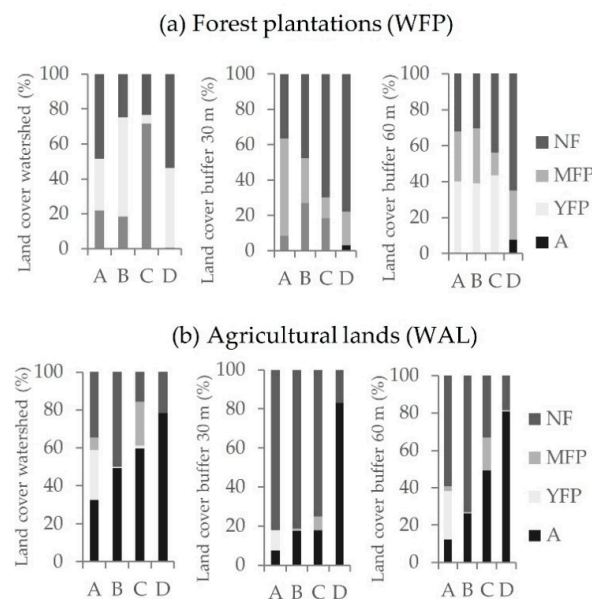 (a) Forest plantations (WFP)
Land cover watershed (%)
100
80
60
40
20
0
A B C D
Land cover buffer 30 m (%)
100
80
60
40
20
0
A B C D
Land cover buffer 60 m (%)
100
80
60
40
20
0
A B C D
NF
MFP
YFP
A
(b) Agricultural lands (WAL)
Land cover watershed (%)
100
80
60
40
20
0
A B C D
Land cover buffer 30 m (%)
100
80
60
40
20
0
A B C D
Land cover buffer 60 m (%)
100
80
60
40
20
0
A B C D
NF
MFP
YFP
A